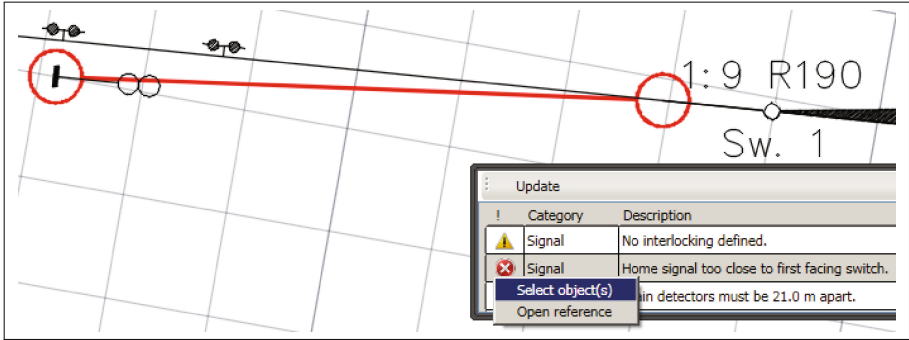 1:9 R190
Sw. 1
Update
! Category Description
Signal No interlocking defined.
Signal Home signal too close to first facing switch.
Select object(s)
detectors must be 21.0 m apart.
Open reference